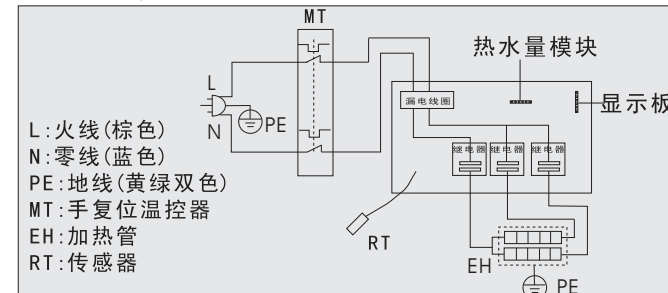 MT
热水量模块
L
漏电线圈
显示板
N
PE
继电器 继电器 继电器
L:火线(棕色)
N:零线(蓝色)
PE:地线(黄绿双色)
MT:手复位温控器
EH:加热管
RT:传感器
RT
EH
PE